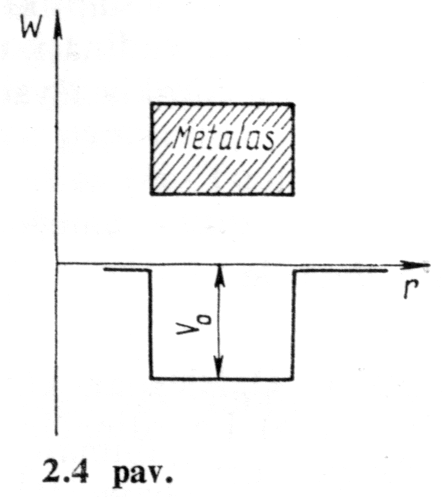 W
Metalas
r
V₀
2.4 pav.